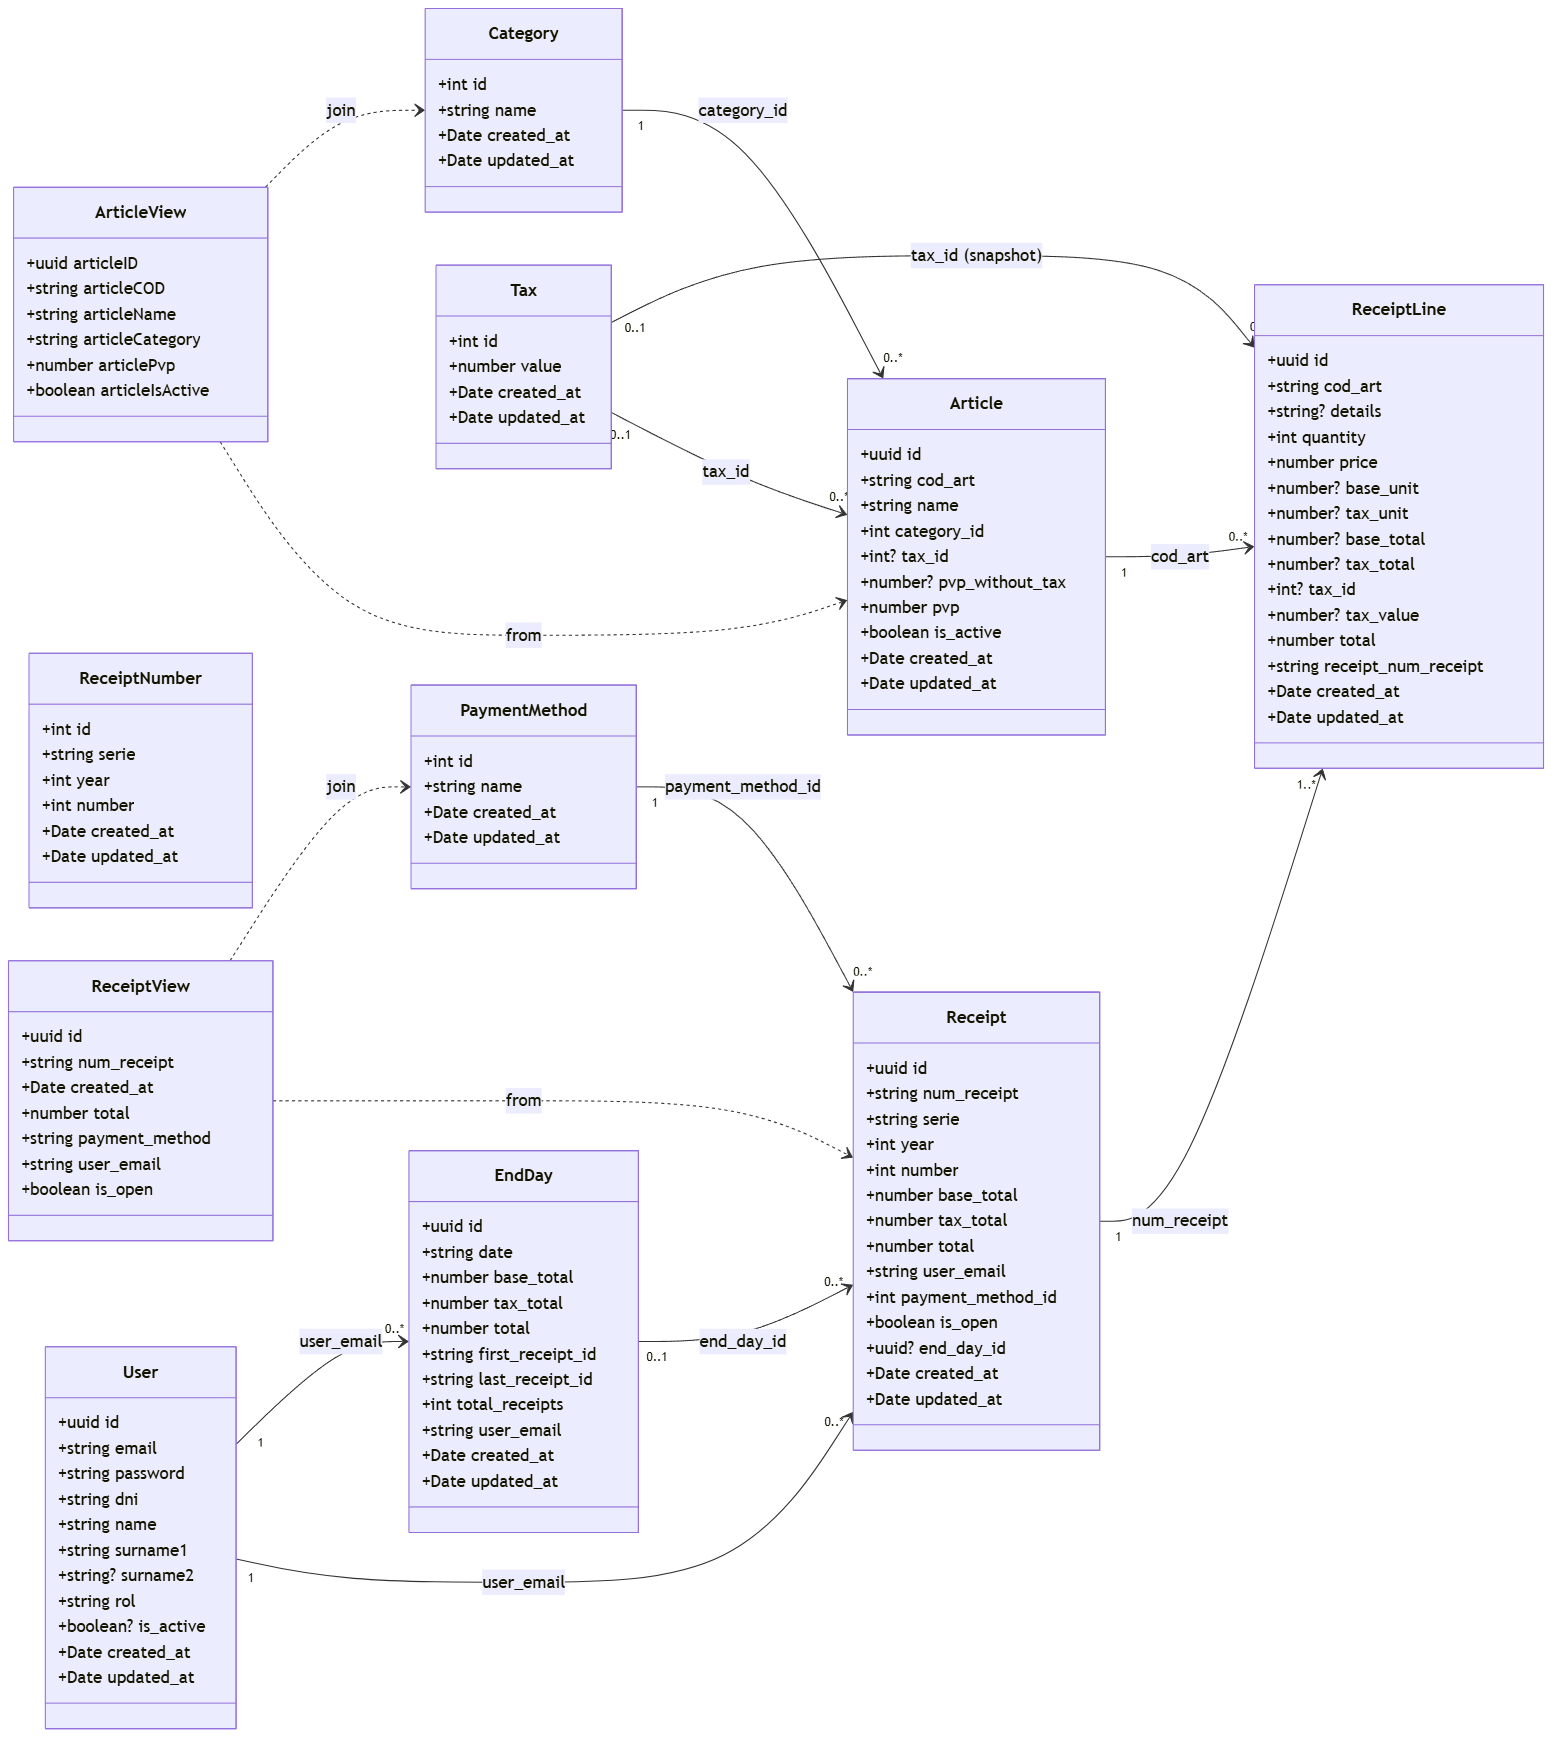 Category
+int id
+string name
+Date created_at
+Date updated_at
join
category_id
1
0..*
ArticleView
+uuid articleID
+string articleCOD
+string articleName
+string articleCategory
+number articlePvp
+boolean articleIsActive
Tax
+int id
+number value
+Date created_at
+Date updated_at
tax_id (snapshot)
0..1
0
0..1
tax_id
0..*
ReceiptLine
+uuid id
+string cod_art
+string? details
+int quantity
+number price
+number? base_unit
+number? tax_unit
+number? base_total
+number? tax_total
+int? tax_id
+number? tax_value
+number total
+string receipt_num_receipt
+Date created_at
+Date updated_at
Article
+uuid id
+string cod_art
+string name
+int category_id
+int? tax_id
+number? pvp_without_tax
+number pvp
+boolean is_active
+Date created_at
+Date updated_at
1
cod_art
0..*
from
ReceiptNumber
+int id
+string serie
+int year
+int number
+Date created_at
+Date updated_at
PaymentMethod
+int id
+string name
+Date created_at
+Date updated_at
join
1
payment_method_id
0..*
1..*
ReceiptView
+uuid id
+string num_receipt
+Date created_at
+number total
+string payment_method
+string user_email
+boolean is_open
from
Receipt
+uuid id
+string num_receipt
+string serie
+int year
+int number
+number base_total
+number tax_total
+number total
+string user_email
+int payment_method_id
+boolean is_open
+uuid? end_day_id
+Date created_at
+Date updated_at
1
num_receipt
EndDay
+uuid id
+string date
+number base_total
+number tax_total
+number total
+string first_receipt_id
+string last_receipt_id
+int total_receipts
+string user_email
+Date created_at
+Date updated_at
0..1
end_day_id
0..*
User
+uuid id
+string email
+string password
+string dni
+string name
+string surname1
+string? surname2
+string rol
+boolean? is_active
+Date created_at
+Date updated_at
1
user_email
0..*
1
user_email
0..*